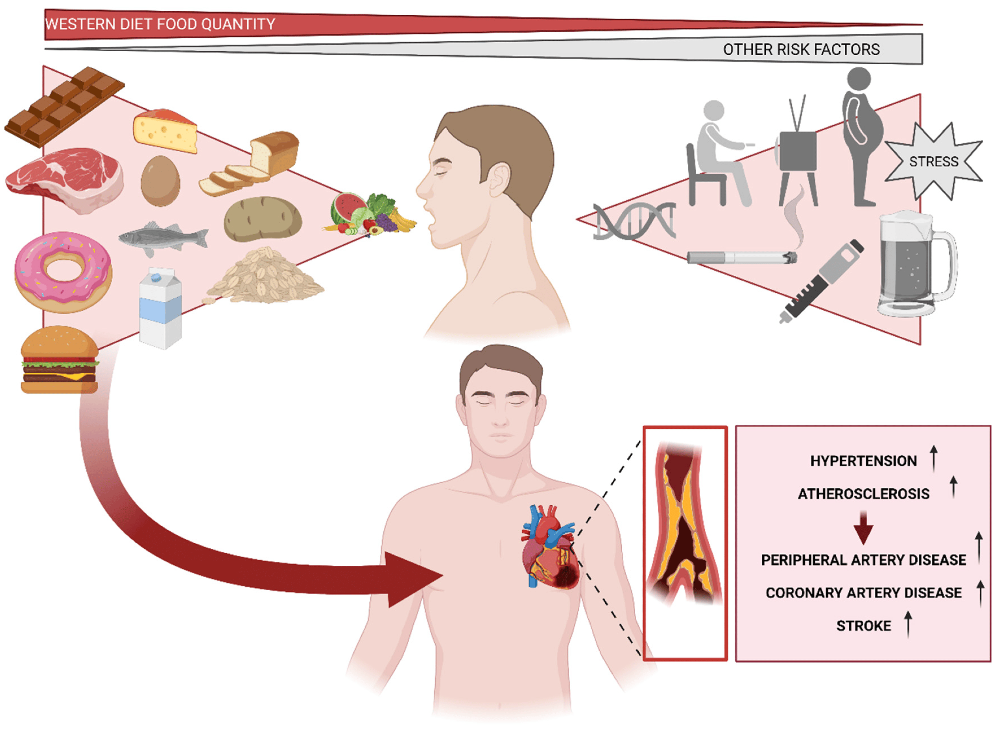 WESTERN DIET FOOD QUANTITY
OTHER RISK FACTORS
STRESS
HYPERTENSION
ATHEROSCLEROSIS
PERIPHERAL ARTERY DISEASE
CORONARY ARTERY DISEASE
STROKE